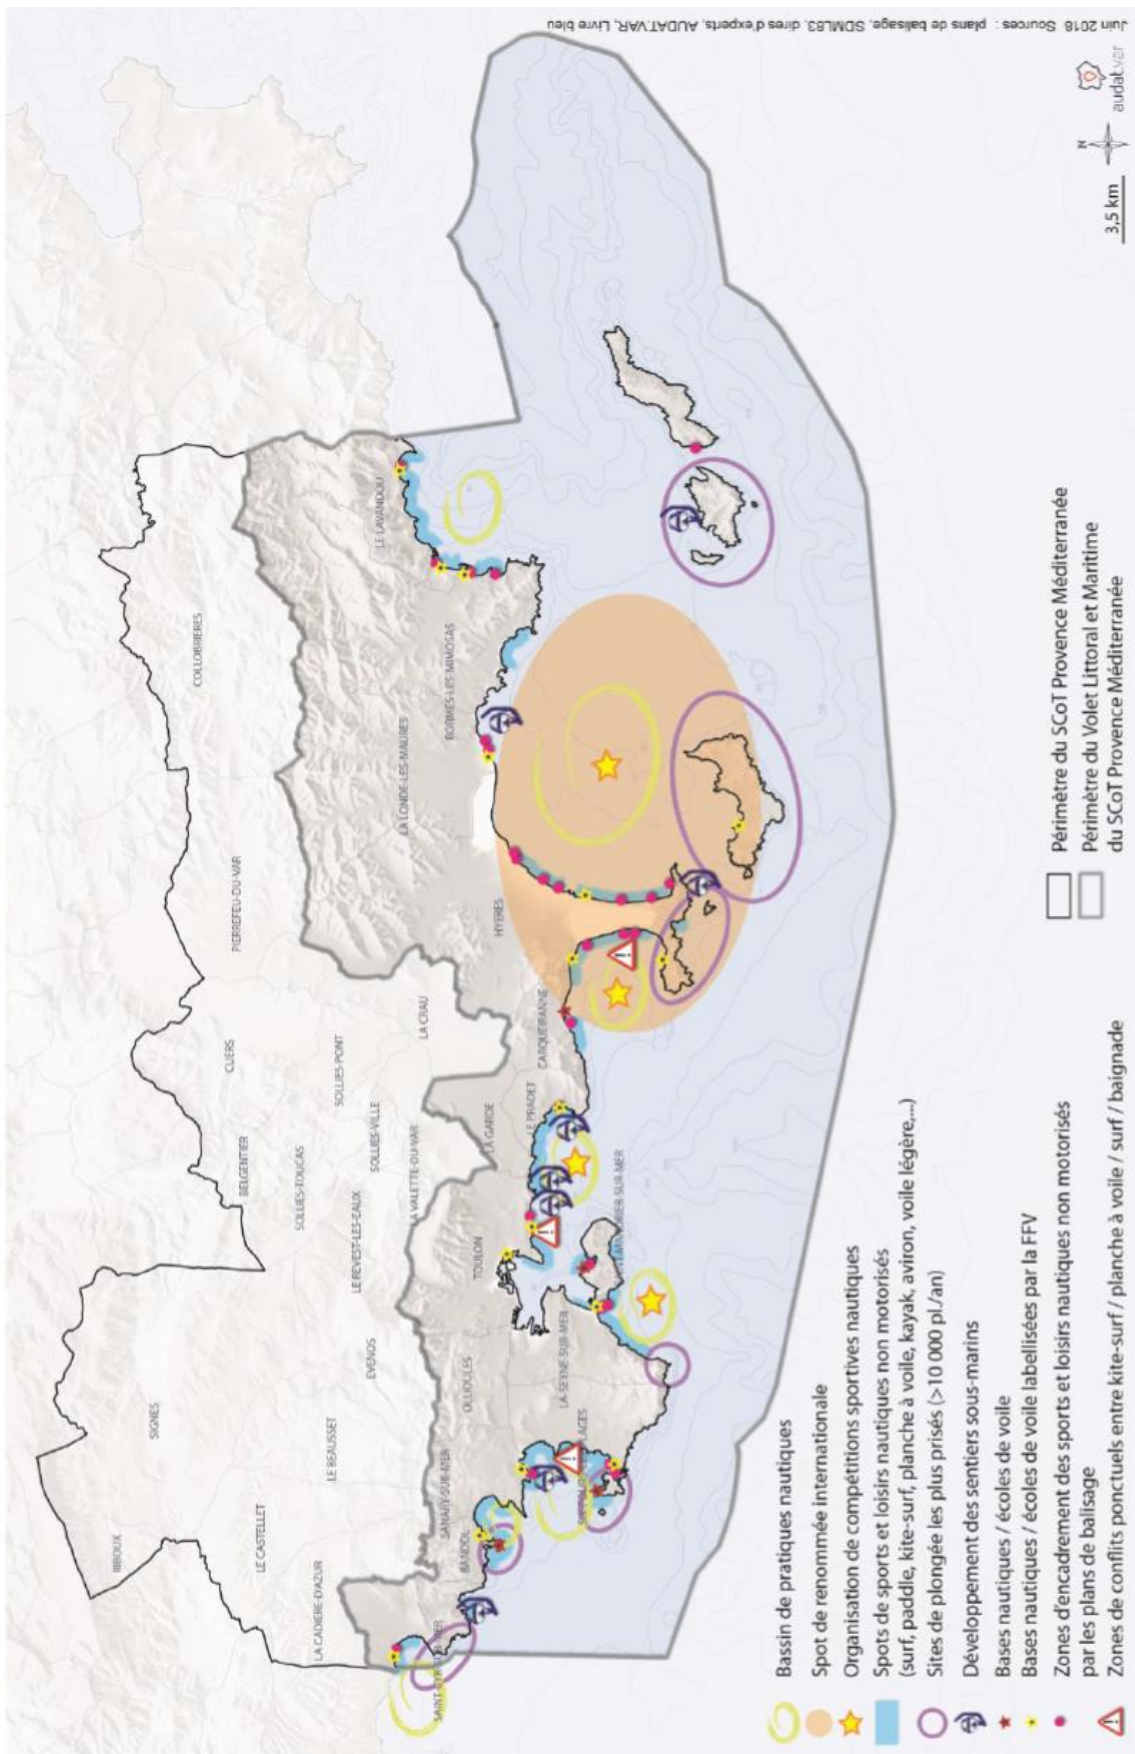 RIBOUX
SIGNES
LE CASTELLET
LE BEAUSSET
LA CADIERE-D'AZUR
EVENOS
SAINT-CYR-SUR-MER
BANDOL
SANARY-SUR-MER
OLLIOULES
LA-SEYNE-SUR-MER
TOULON
LE REVEST-LES-EAUX
LA VALETTE-DU-VAR
SOLLIES-TOUCAS
SOLLIES-VILLE
SOLLIES-PONT
BELGENTIER
CUERS
LA GARDE
LE PRADET
CARQUEIRANNE
LA CRAU
HYERES
PIERREFEU-DU-VAR
COLLOBRIERES
LA LONDE-LES-MAURES
BORMES-LES-MIMOSAS
LE LAVANDOU
Bassin de pratiques nautiques
Spot de renommée internationale
Organisation de compétitions sportives nautiques
Spots de sports et loisirs nautiques non motorisés
(surf, paddle, kite-surf, planche à voile, kayak, aviron, voile légère,...)
Sites de plongée les plus prisés (>10 000 pl./an)
Développement des sentiers sous-marins
Bases nautiques / écoles de voile
Bases nautiques / écoles de voile labellisées par la FFV
Zones d'encadrement des sports et loisirs nautiques non motorisés
par les plans de balisage
Zones de conflits ponctuels entre kite-surf / planche à voile / surf / baignade
Périmètre du SCoT Provence Méditerranée
Périmètre du Volet Littoral et Maritime
du SCoT Provence Méditerranée
3,5 km
N
audat.var
Juin 2018 Sources : plans de balisage, SDML83, dires d'experts, AUDAT.VAR, Livre bleu